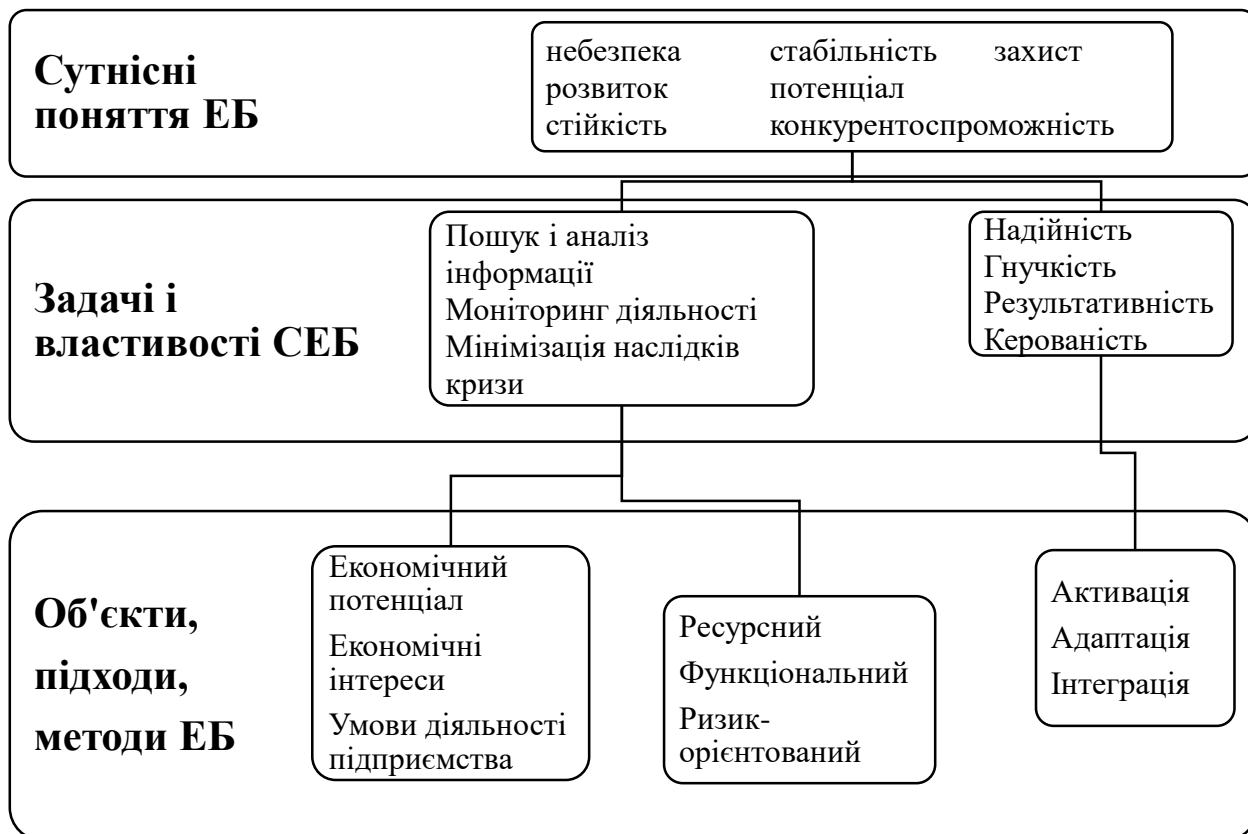 Сутнісні
поняття ЕБ
небезпека стабільність захист
розвиток потенціал
стійкість конкурентоспроможність
Задачі і
властивості СЕБ
Пошук і аналіз
інформації
Моніторинг діяльності
Мінімізація наслідків
кризи
Надійність
Гнучкість
Результативність
Керованість
Об'єкти,
підходи,
методи ЕБ
Економічний
потенціал
Економічні
інтереси
Умови діяльності
підприємства
Ресурсний
Функціональний
Ризик-
орієнтований
Активація
Адаптація
Інтеграція